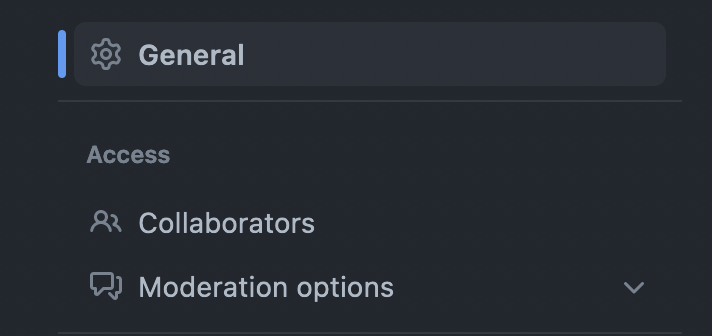 General
Access
Collaborators
Moderation options